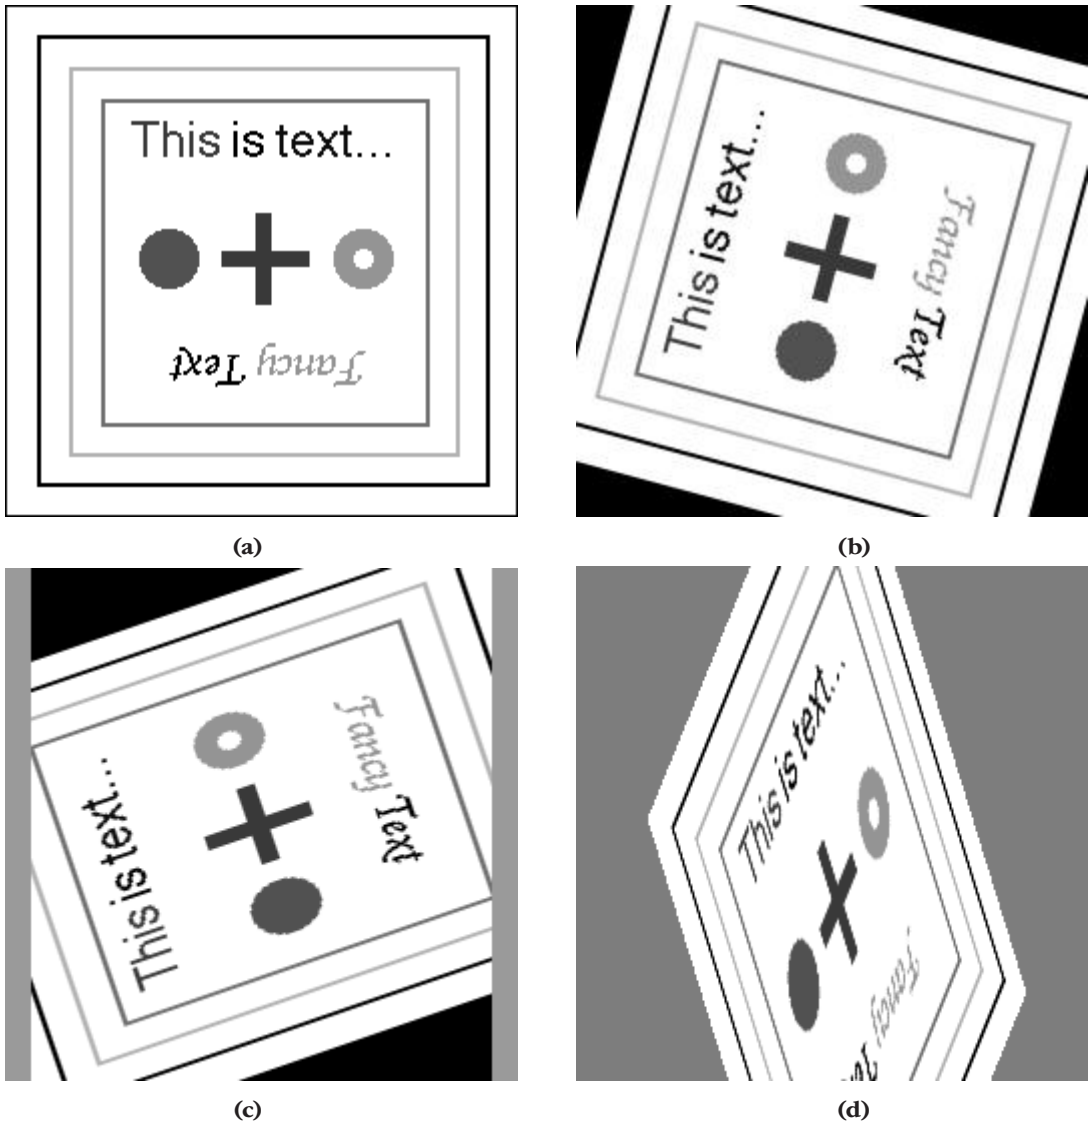 This is text...
Fancy Text
(a)
This is text...
Fancy Text
(b)
This is text....
Fancy Text
(c)
This is text...
Fancy
(d)